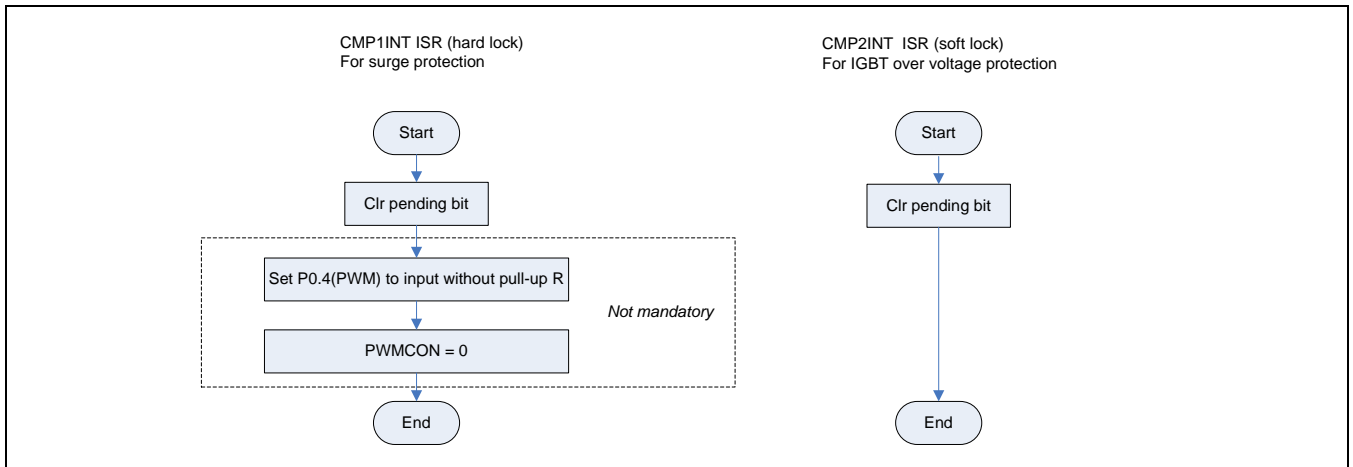 CMP1INT ISR (hard lock)
For surge protection
Start
Clr pending bit
Set P0.4(PWM) to input without pull-up R
Not mandatory
PWMCON = 0
End
CMP2INT ISR (soft lock)
For IGBT over voltage protection
Start
Clr pending bit
End